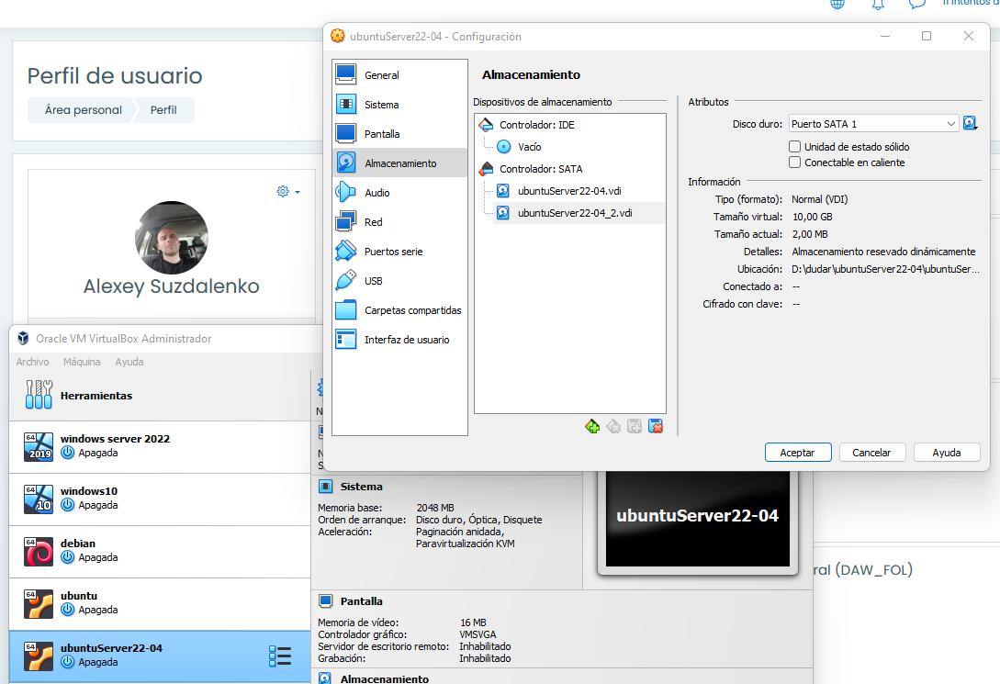 11 intentos d
Perfil de usuario
Área personal
Perfil
Alexey Suzdalenko
ubuntuServer22-04 - Configuración
General
Sistema
Pantalla
Almacenamiento
Audio
Red
Puertos serie
USB
Carpetas compartidas
Interfaz de usuario
Almacenamiento
Dispositivos de almacenamiento
Controlador: IDE
Vacío
Controlador: SATA
ubuntuServer22-04.vdi
ubuntuServer22-04_2.vdi
Atributos
Disco duro: Puerto SATA 1
Unidad de estado sólido
Conectable en caliente
Información
Tipo (formato): Normal (VDI)
Tamaño virtual: 10,00 GB
Tamaño actual: 2,00 MB
Detalles: Almacenamiento resevado dinámicamente
Ubicación: D:\dudar\ubuntuServer22-04\ubuntuSer...
Conectado a: --
Cifrado con clave: --
Aceptar
Cancelar
Ayuda
Oracle VM VirtualBox Administrador
Archivo Máquina Ayuda
Herramientas
64
2019
windows server 2022
Apagada
64
10
windows10
Apagada
64
debian
Apagada
64
ubuntu
Apagada
64
ubuntuServer22-04
Apagada
N
N
S
Sistema
Memoria base: 2048 MB
Orden de arranque: Disco duro, Óptica, Disquete
Aceleración: Paginación anidada,
Paravirtualización KVM
ubuntuServer22-04
Pantalla
Memoria de vídeo: 16 MB
Controlador gráfico: VMSVGA
Servidor de escritorio remoto: Inhabilitado
Grabación: Inhabilitado
Almacenamiento
ral (DAW_FOL)